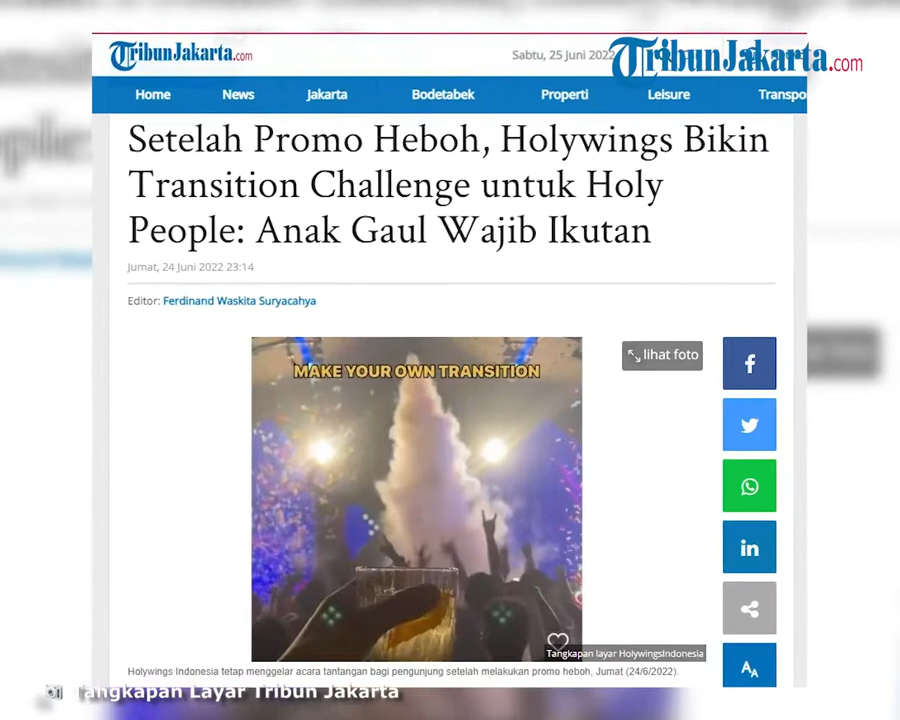 TribunJakarta.com
Sabtu, 25 Juni 2022
TribunJakarta.com
Home News Jakarta Bodetabek Properti Leisure Transpo
Setelah Promo Heboh, Holywings Bikin
Transition Challenge untuk Holy
People: Anak Gaul Wajib Ikutan
Jumat, 24 Juni 2022 23:14
Editor: Ferdinand Waskita Suryacahya
lihat foto
MAKE YOUR OWN TRANSITION
Tangkapan layar HolywingsIndonesia
Holywings Indonesia tetap menggelar acara tantangan bagi pengunjung setelah melakukan promo heboh, Jumat (24/6/2022).
AA
Tangkapan Layar Tribun Jakarta